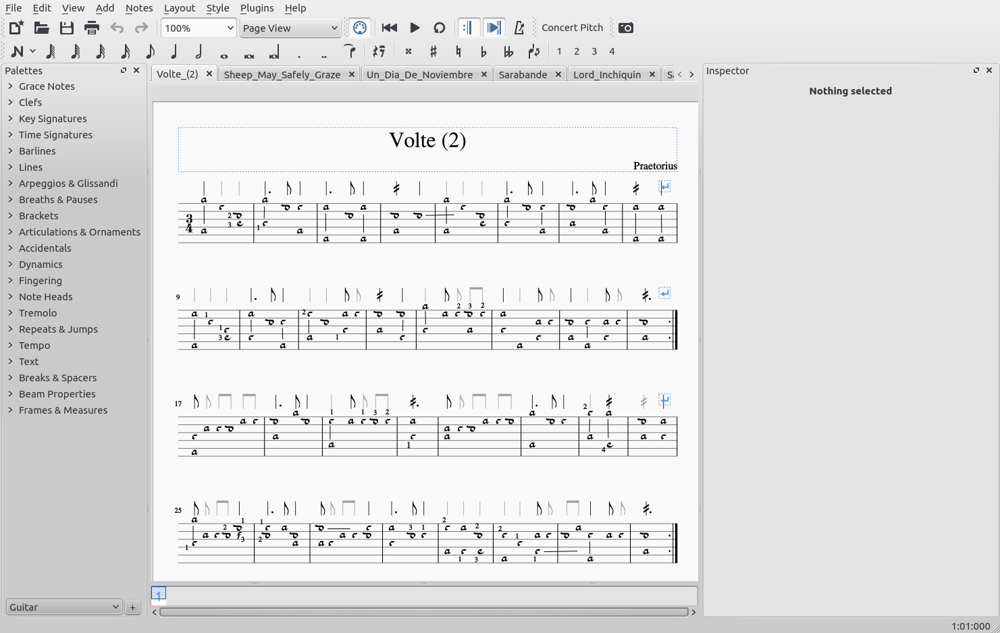 File Edit View Add Notes Layout Style Plugins Help
100% Page View Concert Pitch
1 2 3 4
Palettes
Grace Notes
Clefs
Key Signatures
Time Signatures
Barlines
Lines
Arpeggios & Glissandi
Breaths & Pauses
Brackets
Articulations & Ornaments
Accidentals
Dynamics
Fingering
Note Heads
Tremolo
Repeats & Jumps
Tempo
Text
Breaks & Spacers
Beam Properties
Frames & Measures
Guitar +
Volte_(2) Sheep_May_Safely_Graze Un_Dia_De_Noviembre Sarabande Lord_Inchiquin
Volte (2)
Praetorius
3
4
9
17
25
1
Inspector
Nothing selected
1:01:000